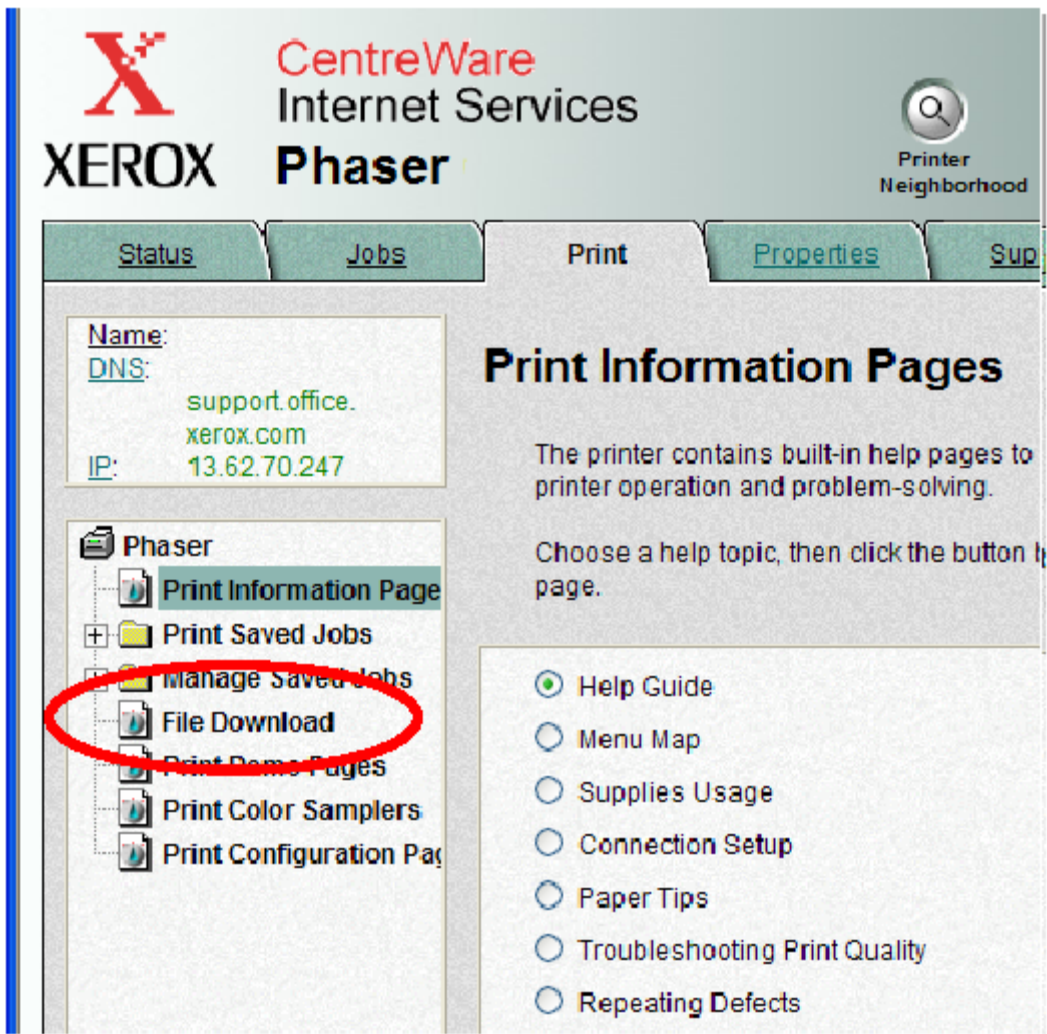 X
XEROX
CentreWare
Internet Services
Phaser
Printer
Neighborhood
Status
Jobs
Print
Properties
Sup
Name:
DNS:
support.office.
xerox.com
IP: 13.62.70.247
Phaser
Print Information Page
Print Saved Jobs
Manage Saved Jobs
File Download
Print Demo Pages
Print Color Samplers
Print Configuration Pag
Print Information Pages
The printer contains built-in help pages to
printer operation and problem-solving.
Choose a help topic, then click the button b
page.
Help Guide
Menu Map
Supplies Usage
Connection Setup
Paper Tips
Troubleshooting Print Quality
Repeating Defects